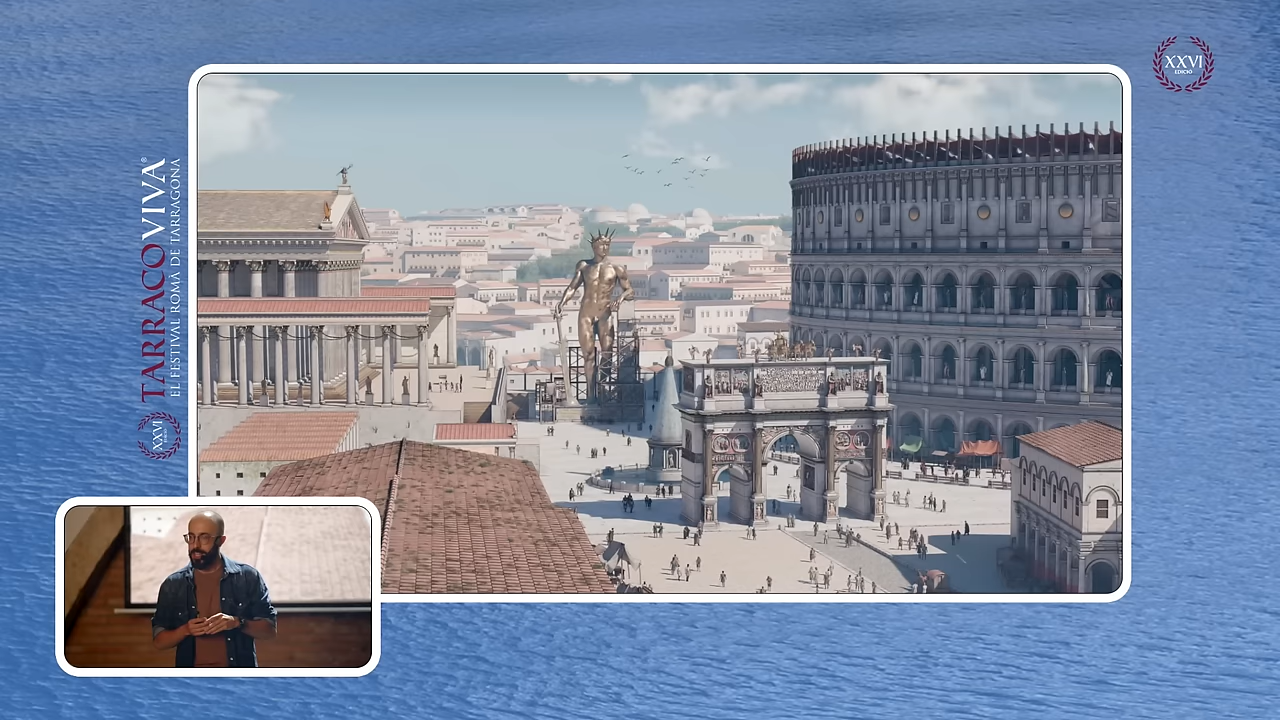 XXVI
EDICIÓ
TARRACOVIVA®
EL FESTIVAL ROMÀ DE TARRAGONA
XXVI